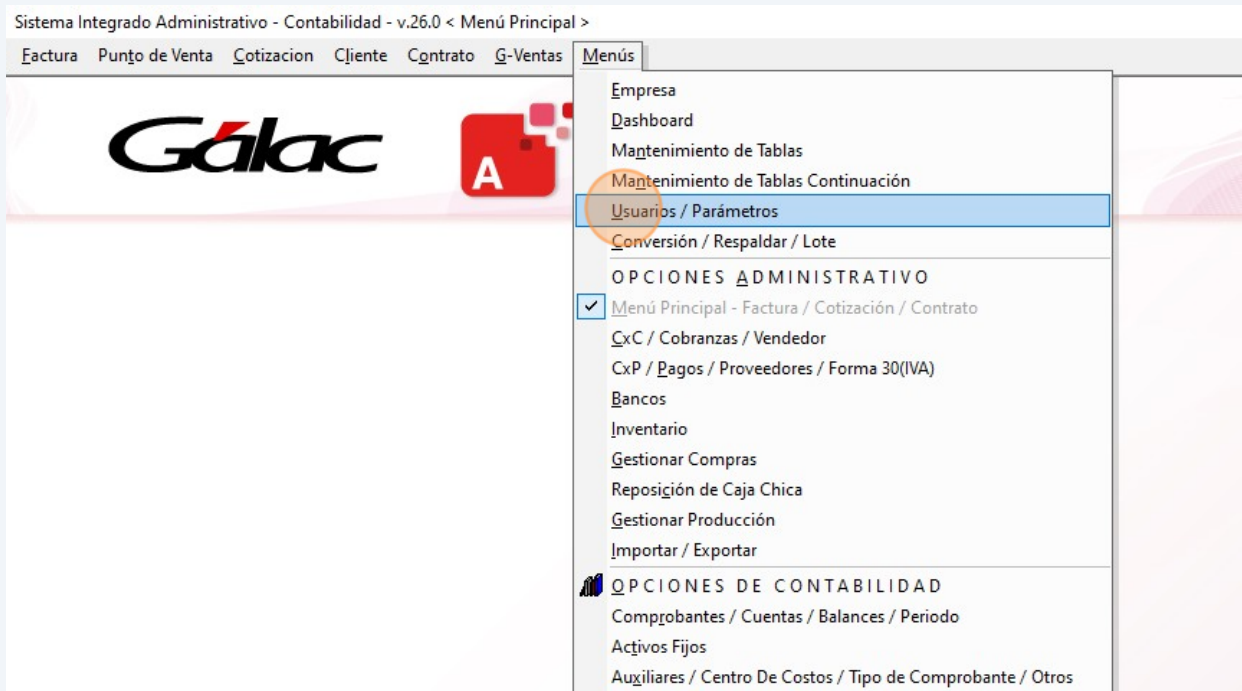 Sistema Integrado Administrativo - Contabilidad - v.26.0 < Menú Principal >
Factura Punto de Venta Cotizacion Cliente Contrato G-Ventas Menús
Gálac
A
Empresa
Dashboard
Mantenimiento de Tablas
Mantenimiento de Tablas Continuación
Usuarios / Parámetros
Conversión / Respaldar / Lote
OPCIONES ADMINISTRATIVO
Menú Principal - Factura / Cotización / Contrato
CxC / Cobranzas / Vendedor
CxP / Pagos / Proveedores / Forma 30(IVA)
Bancos
Inventario
Gestionar Compras
Reposición de Caja Chica
Gestionar Producción
Importar / Exportar
OPCIONES DE CONTABILIDAD
Comprobantes / Cuentas / Balances / Periodo
Activos Fijos
Auxiliares / Centro De Costos / Tipo de Comprobante / Otros